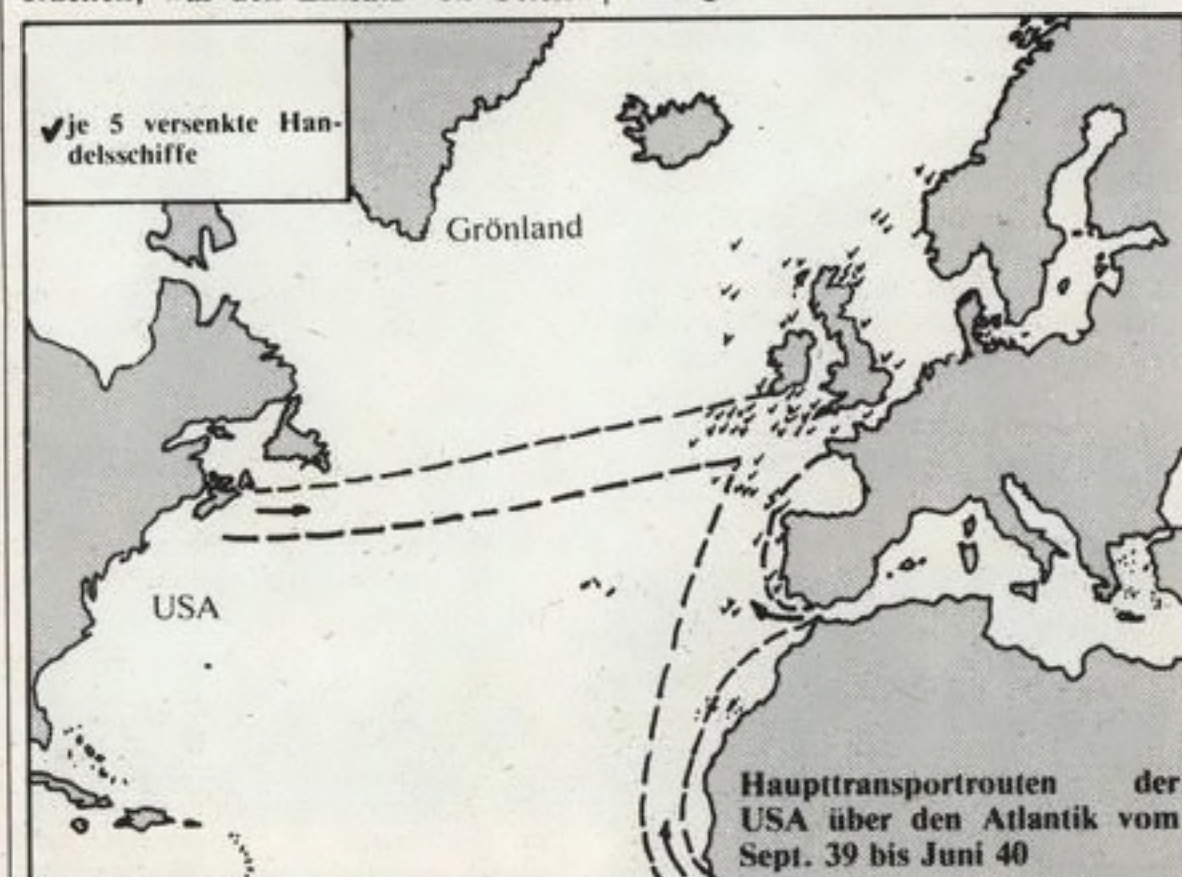 ✔ je 5 versenkte Han-
delsschiffe
Grönland
USA
Haupttransportrouten der
USA über den Atlantik vom
Sept. 39 bis Juni 40